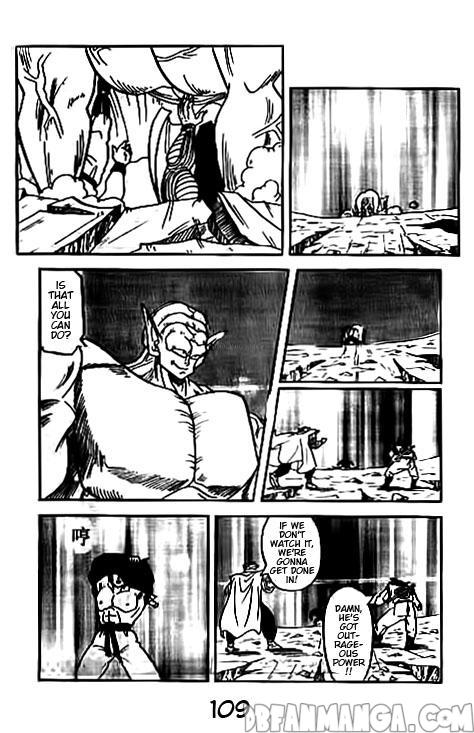 IS
THAT
ALL
YOU
CAN
DO?
哼
IF WE
DON'T
WATCH IT,
WE'RE
GONNA
GET DONE
IN!
DAMN,
HE'S
GOT
OUT-
RAGE-
OUS
POWER
!!
109
DBFANMANGA.COM